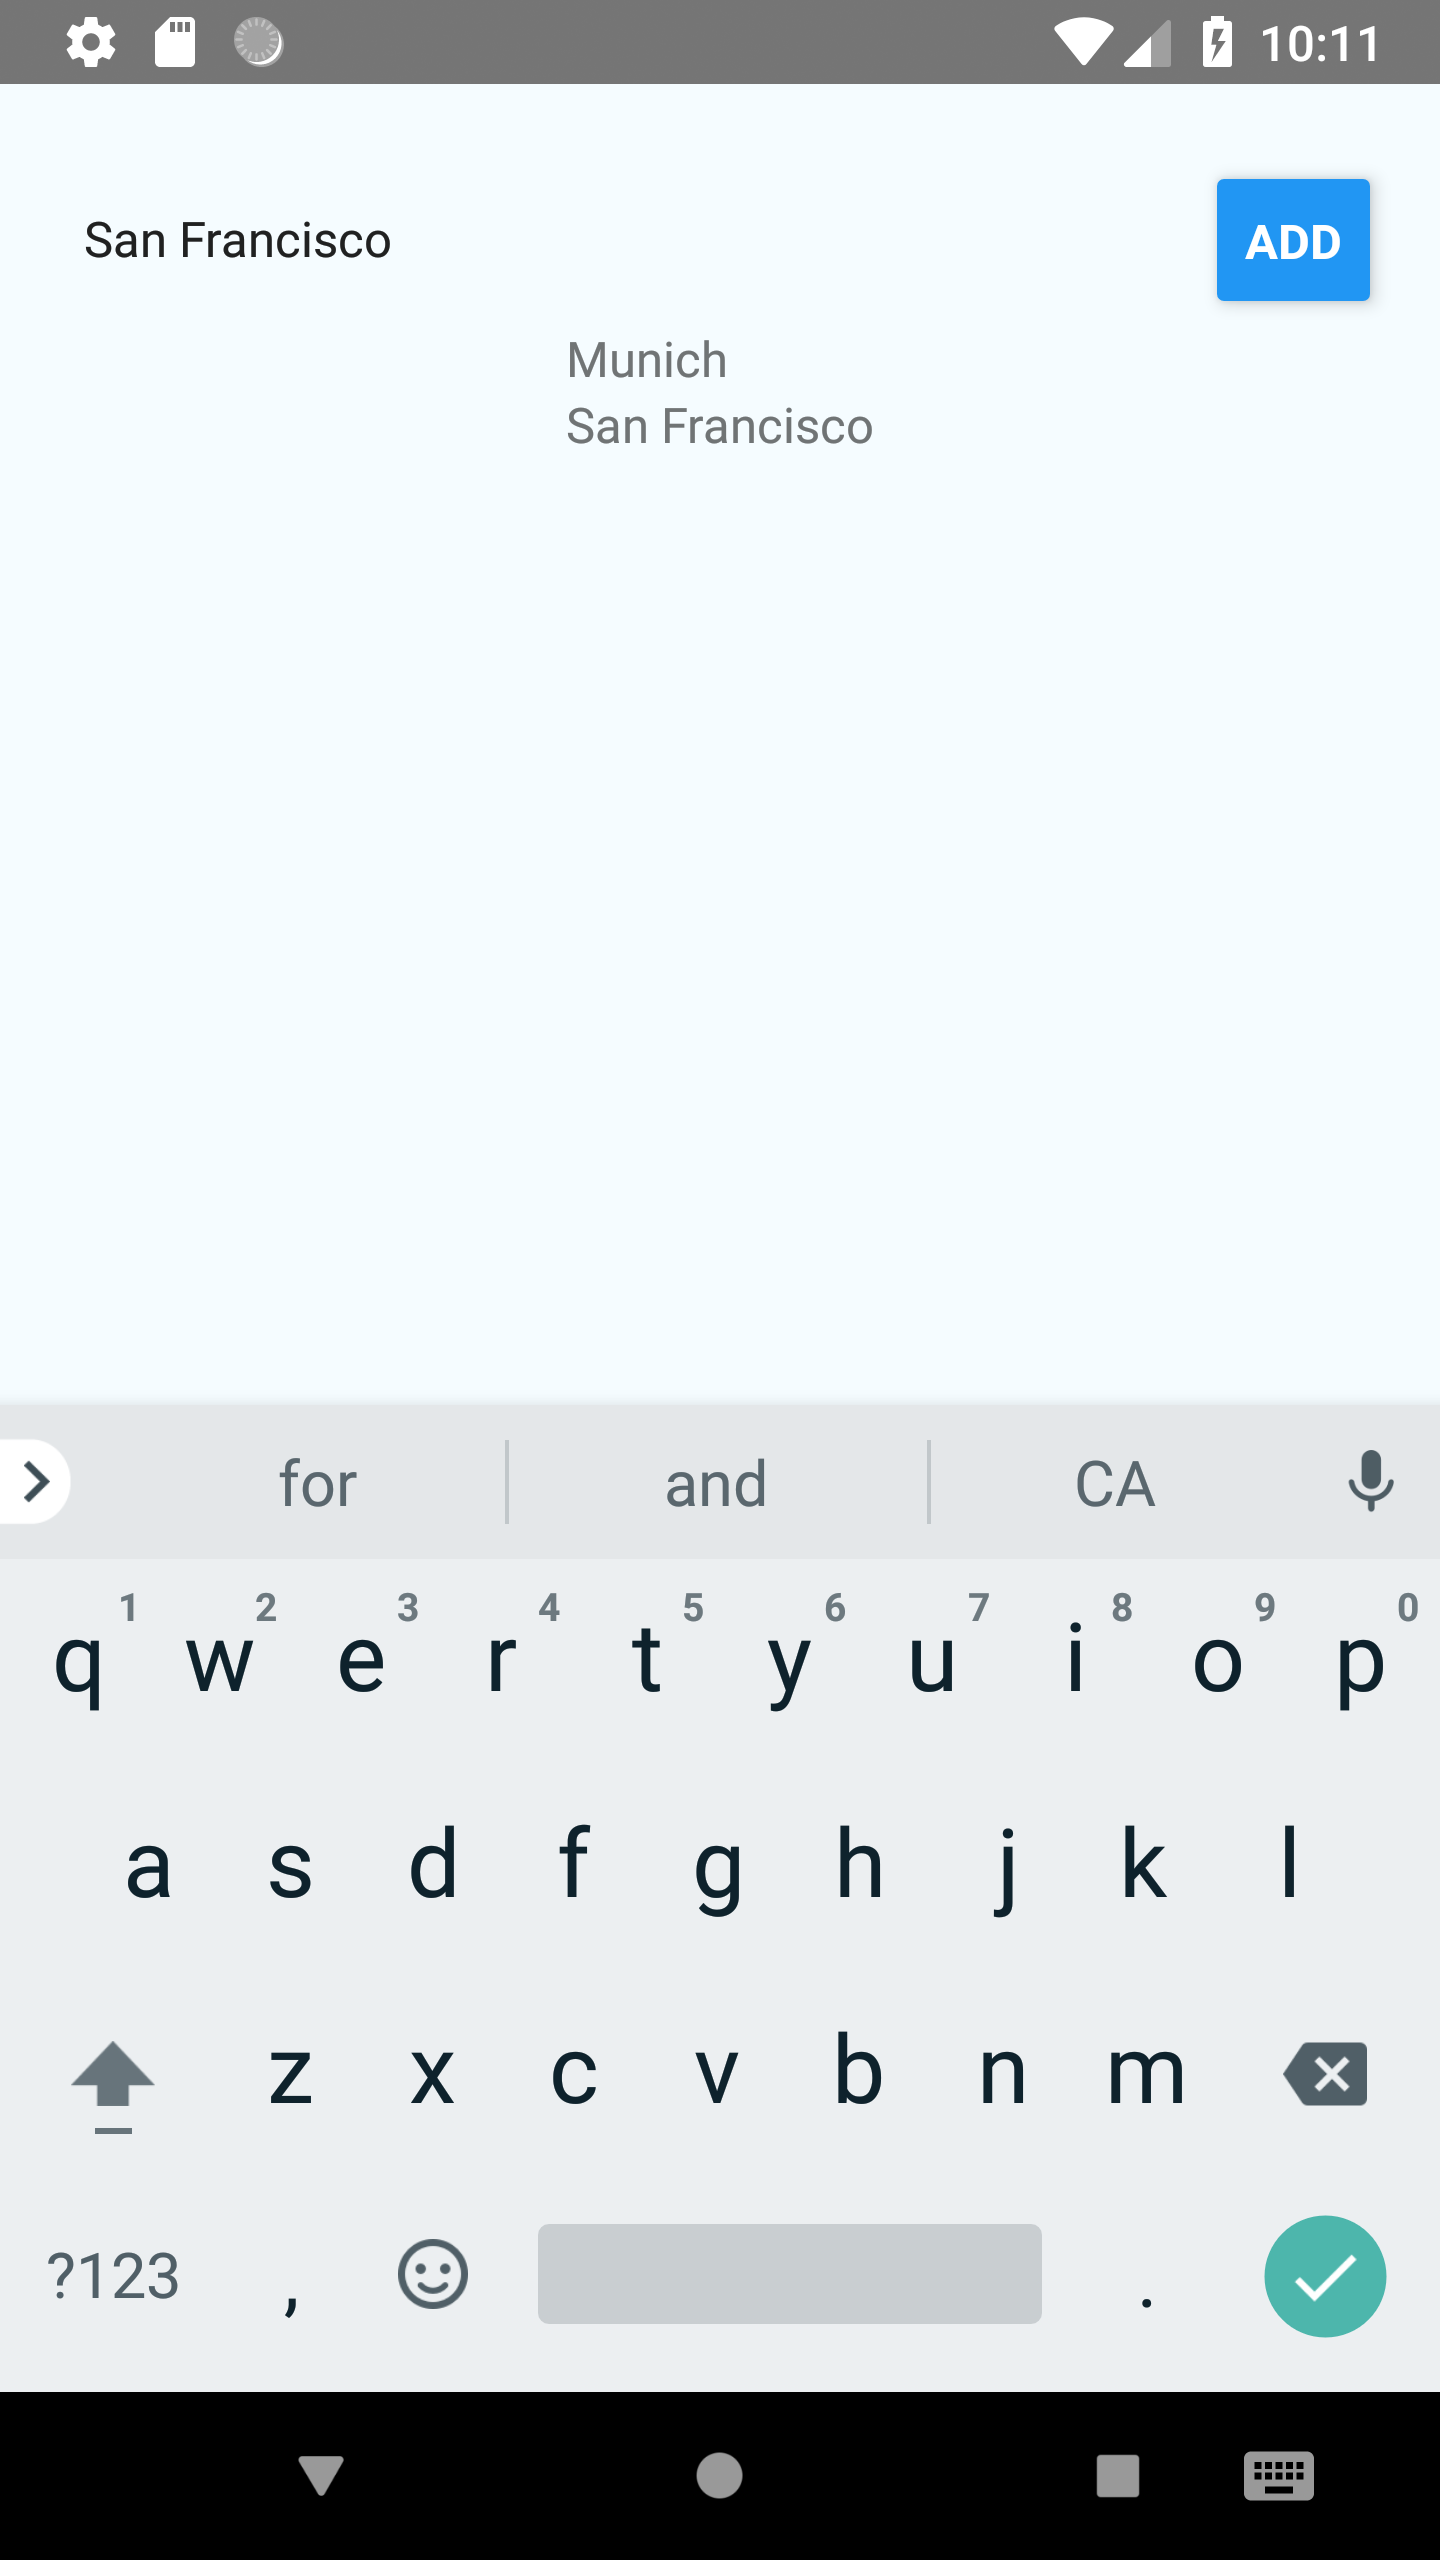 10:11
San Francisco
ADD
Munich
San Francisco
for and CA
1 2 3 4 5 6 7 8 9 0
q w e r t y u i o p
a s d f g h j k l
z x c v b n m
?123 , .